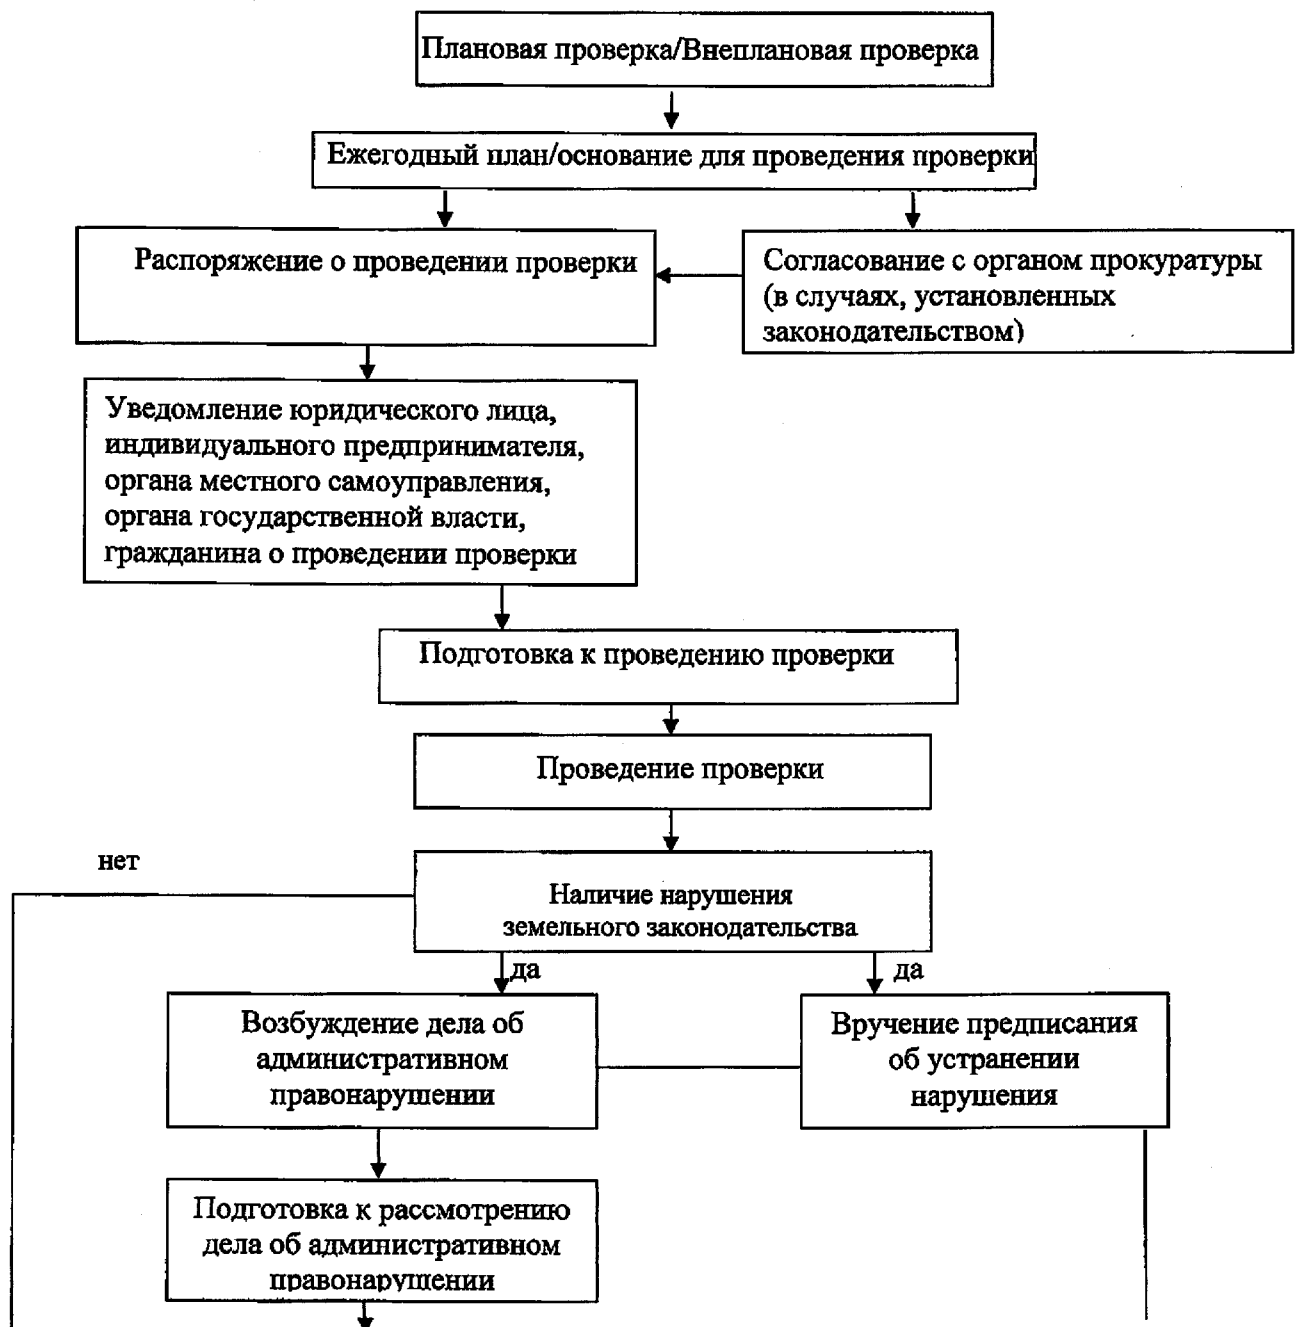 Плановая проверка/Внеплановая проверка
Ежегодный план/основание для проведения проверки
Распоряжение о проведении проверки
Согласование с органом прокуратуры
(в случаях, установленных
законодательством)
Уведомление юридического лица,
индивидуального предпринимателя,
органа местного самоуправления,
органа государственной власти,
гражданина о проведении проверки
Подготовка к проведению проверки
Проведение проверки
нет
Наличие нарушения
земельного законодательства
да
да
Возбуждение дела об
административном
правонарушении
Вручение предписания
об устранении
нарушения
Подготовка к рассмотрению
дела об административном
правонарушении